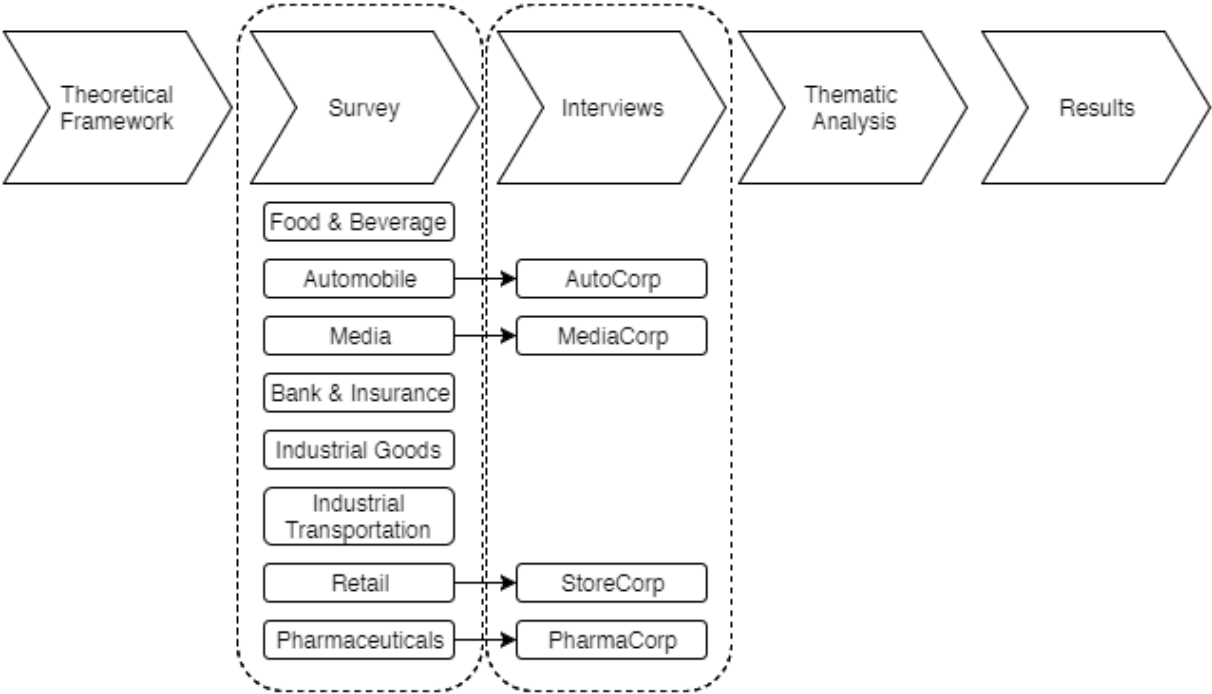 Theoretical
Framework
Survey
Interviews
Thematic
Analysis
Results
Food & Beverage
Automobile
AutoCorp
Media
MediaCorp
Bank & Insurance
Industrial Goods
Industrial
Transportation
Retail
StoreCorp
Pharmaceuticals
PharmaCorp